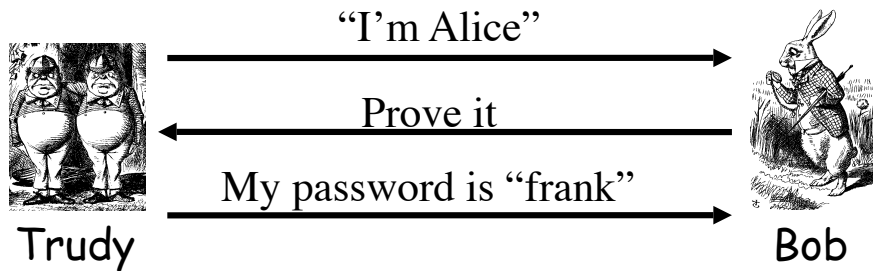 “I’m Alice”
Prove it
My password is “frank”
Trudy
Bob